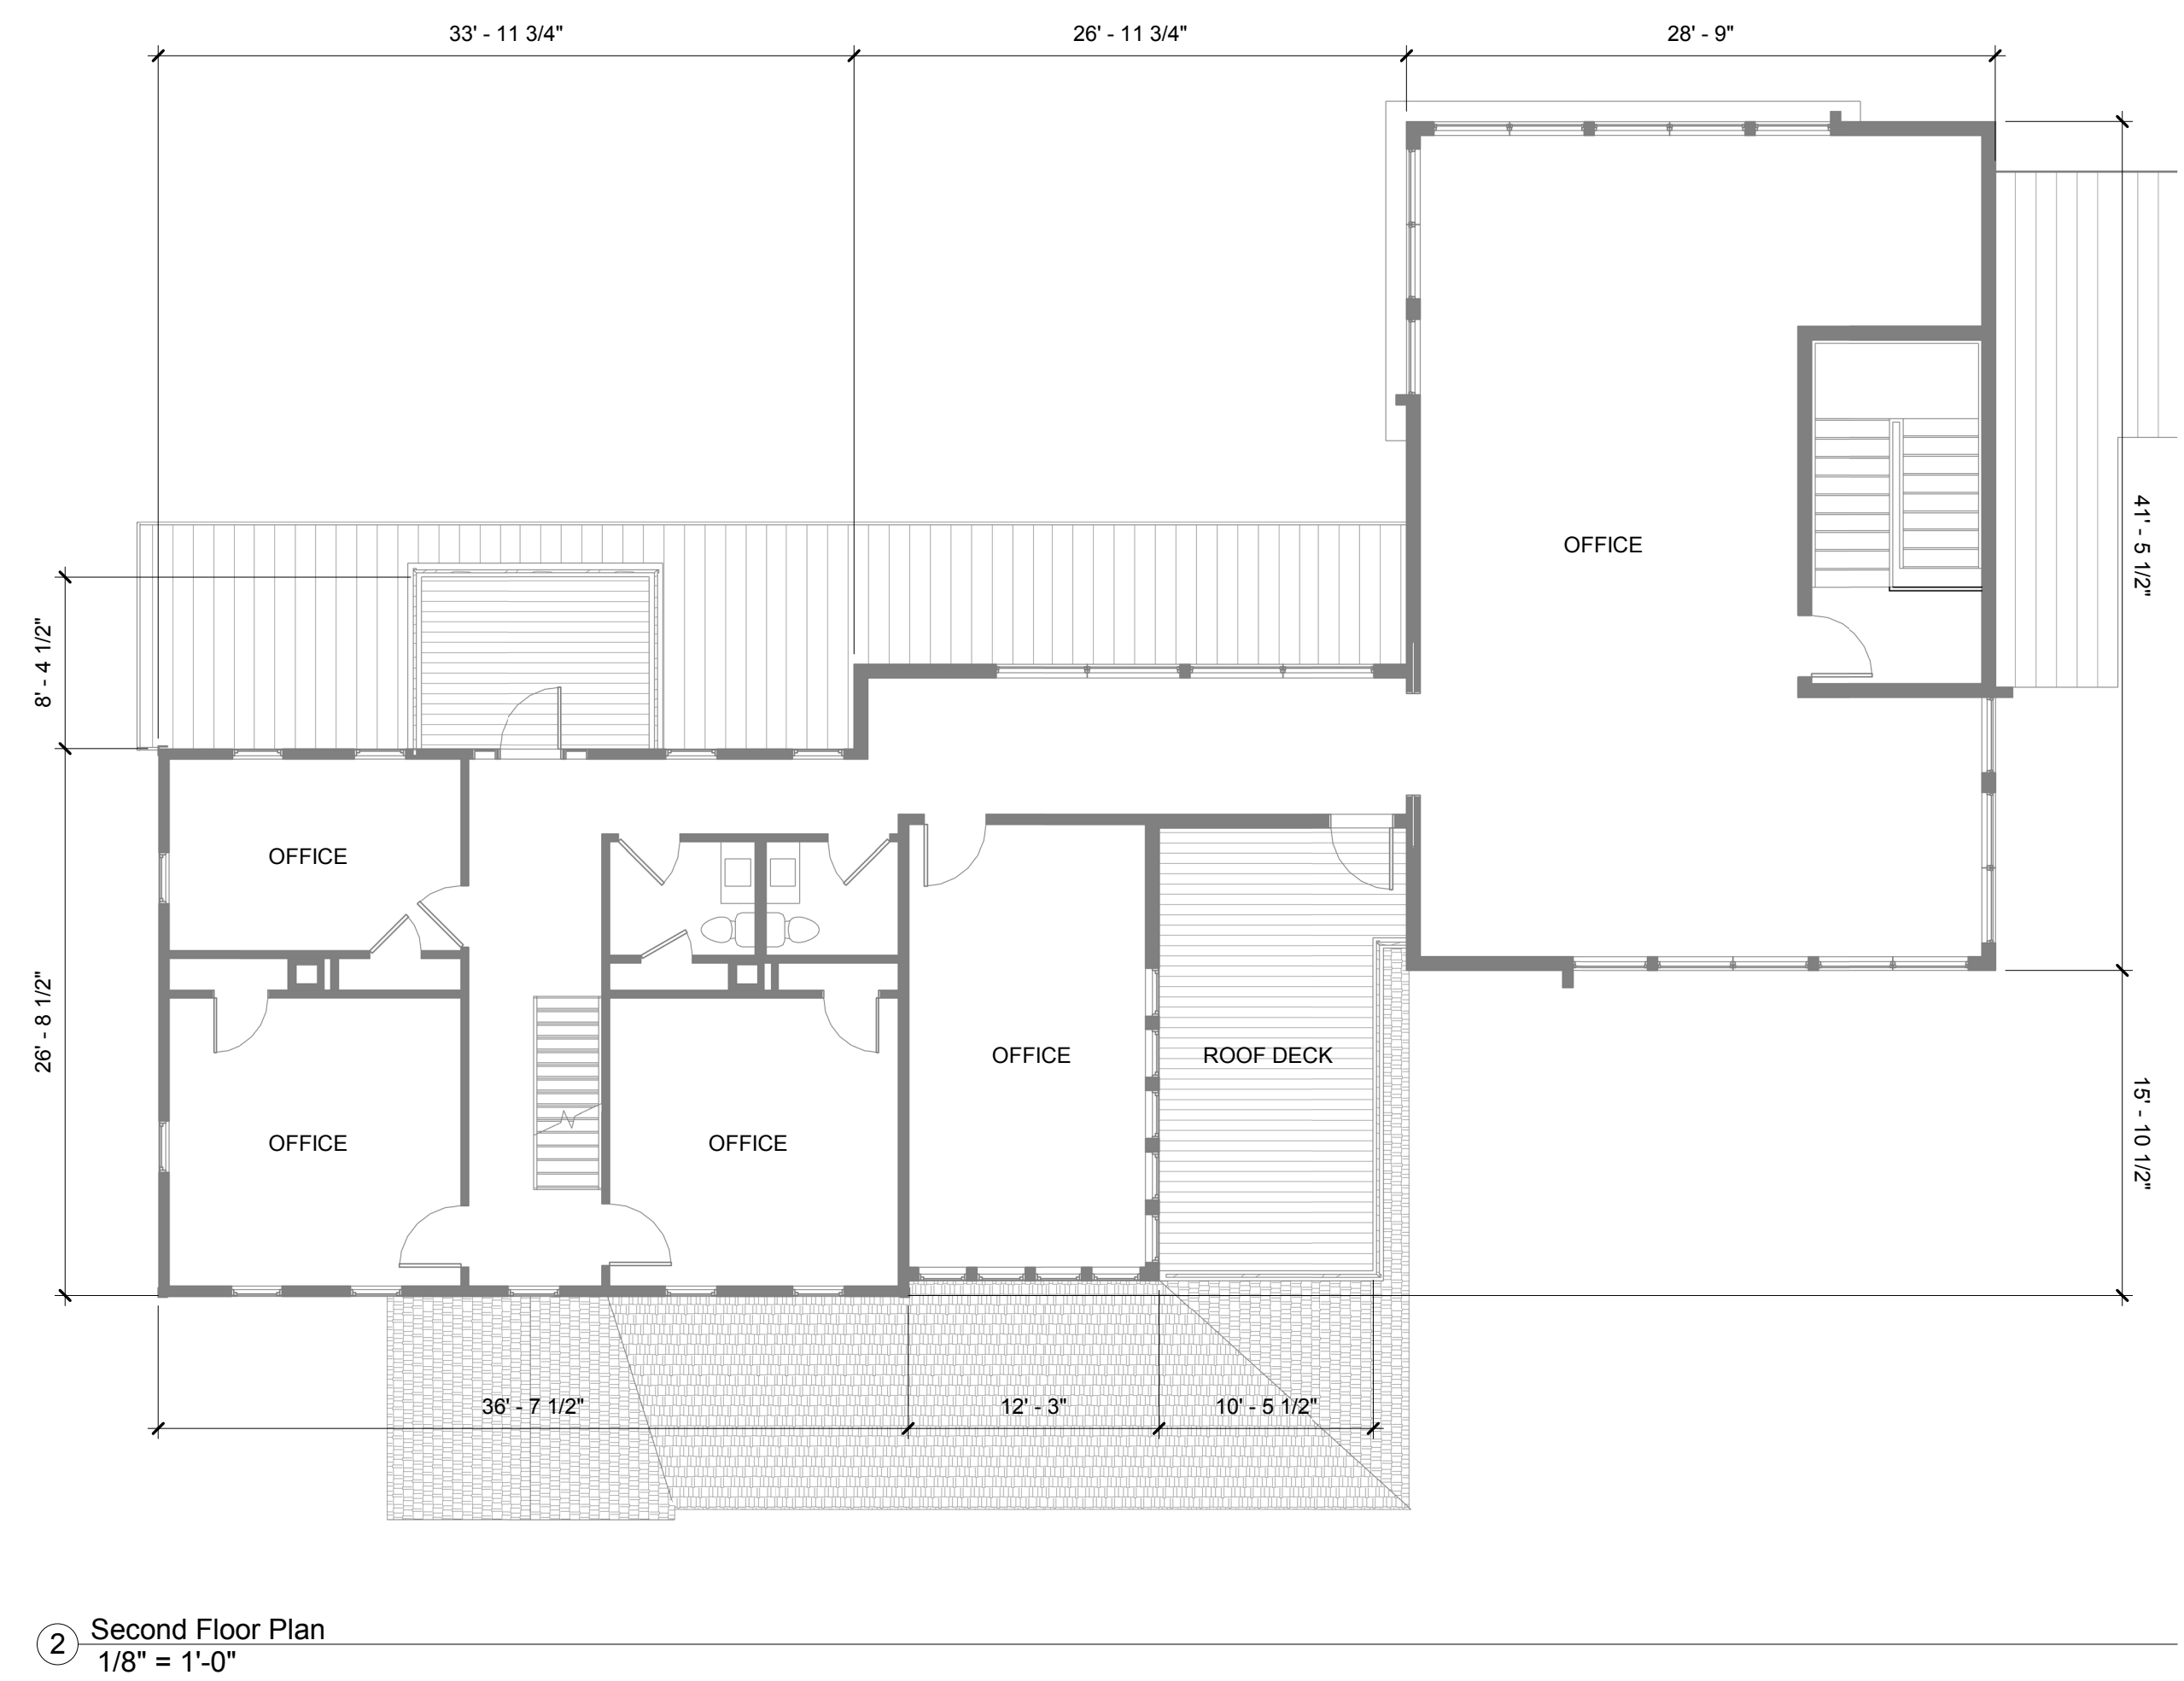 33' - 11 3/4"
26' - 11 3/4"
28' - 9"
41' - 5 1/2"
OFFICE
8' - 4 1/2"
OFFICE
26' - 8 1/2"
OFFICE
ROOF DECK
15' - 10 1/2"
OFFICE
OFFICE
36' - 7 1/2"
12' - 3"
10' - 5 1/2"
2
Second Floor Plan
1/8" = 1'-0"